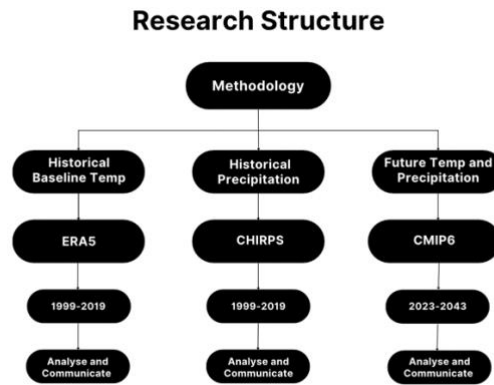 Research Structure
Methodology
Historical
Baseline Temp
Historical
Precipitation
Future Temp and
Precipitation
ERA5
CHIRPS
CMIP6
1999-2019
1999-2019
2023-2043
Analyse and
Communicate
Analyse and
Communicate
Analyse and
Communicate